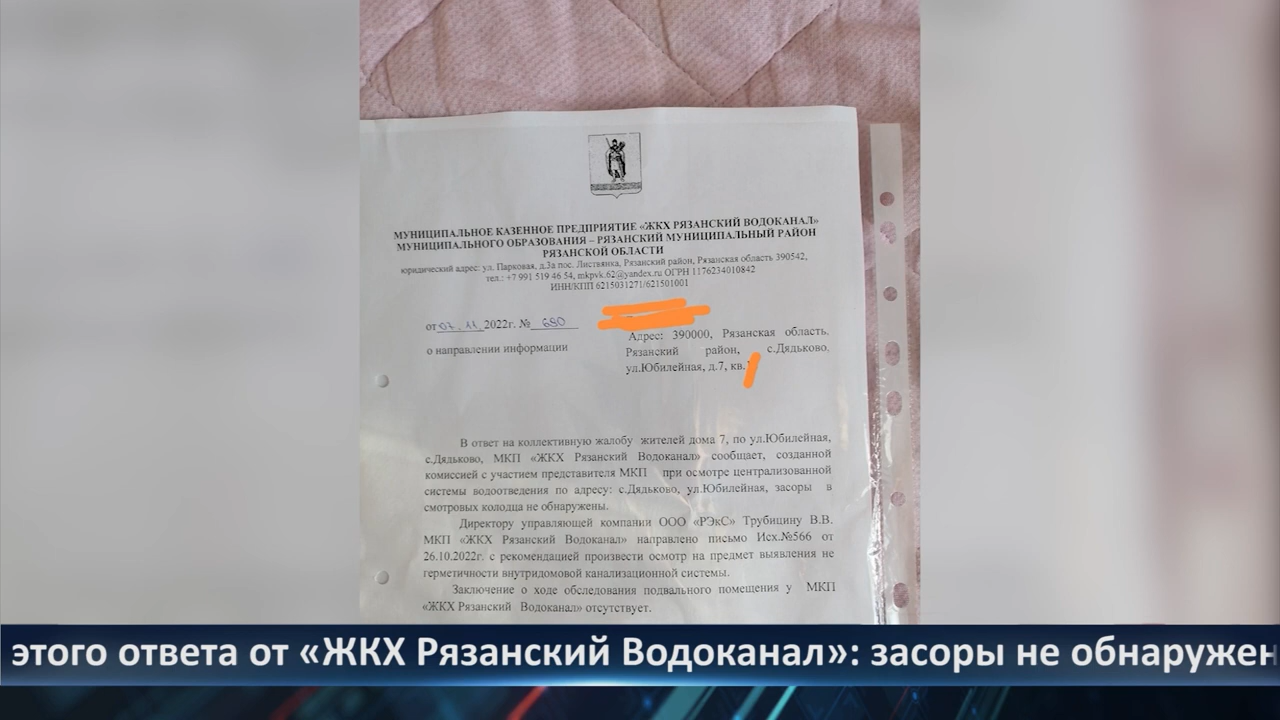 МУНИЦИПАЛЬНОЕ КАЗЕННОЕ ПРЕДПРИЯТИЕ «ЖКХ РЯЗАНСКИЙ ВОДОКАНАЛ»
МУНИЦИПАЛЬНОГО ОБРАЗОВАНИЯ – РЯЗАНСКИЙ МУНИЦИПАЛЬНЫЙ РАЙОН
РЯЗАНСКОЙ ОБЛАСТИ
юридический адрес: ул. Парковая, д.3а пос. Листвянка, Рязанский район, Рязанская область 390542,
тел.: +7 991 519 46 54, mkpvk.62@yandex.ru ОГРН 1176234010842
ИНН/КПП 6215031271/621501001
от 07.11 2022г. № 680
о направлении информации
Адрес: 390000, Рязанская область,
Рязанский район, с.Дядьково,
ул.Юбилейная, д.7, кв.
В ответ на коллективную жалобу жителей дома 7, по ул.Юбилейная,
с.Дядьково, МКП «ЖКХ Рязанский Водоканал» сообщает, созданной
комиссией с участием представителя МКП при осмотре централизованной
системы водоотведения по адресу: с.Дядьково, ул.Юбилейная, засоры в
смотровых колодца не обнаружены.
Директору управляющей компании ООО «РЭкС» Трубицину В.В.
МКП «ЖКХ Рязанский Водоканал» направлено письмо Исх.№566 от
26.10.2022г. с рекомендацией произвести осмотр на предмет выявления не
герметичности внутридомовой канализационной системы.
Заключение о ходе обследования подвального помещения у МКП
«ЖКХ Рязанский Водоканал» отсутствует.
этого ответа от «ЖКХ Рязанский Водоканал»: засоры не обнаружен